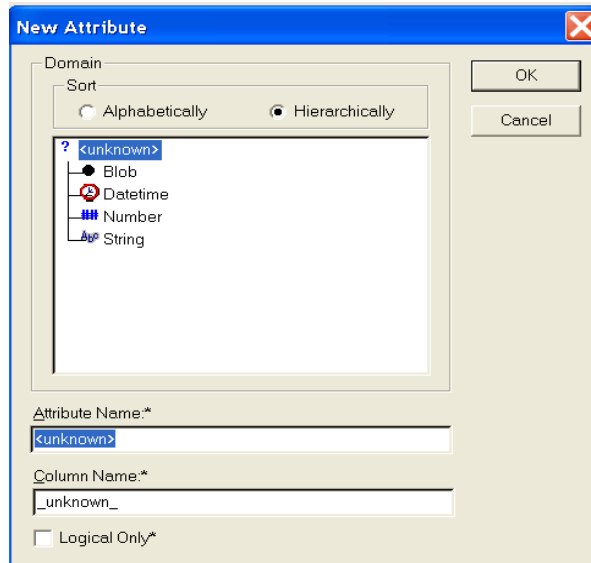 New Attribute
Domain
Sort
Alphabetically
Hierarchically
OK
Cancel
? <unknown>
Blob
Datetime
## Number
Abc String
Attribute Name:*
<unknown>
Column Name:*
_unknown_
Logical Only*